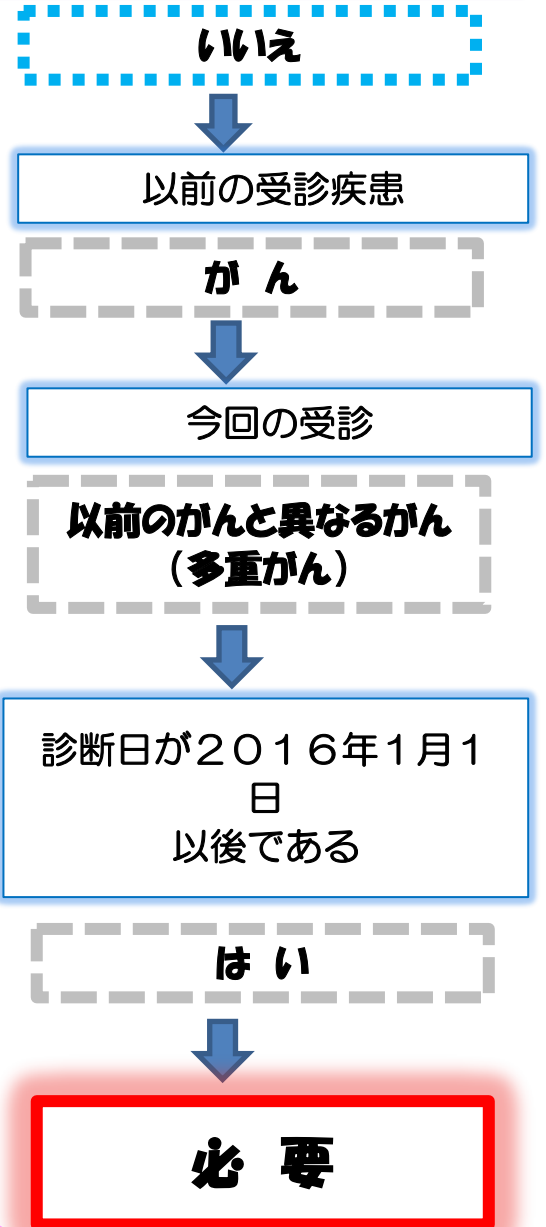 いいえ
以前の受診疾患
がん
今回の受診
以前のがんと異なるがん
（多重がん）
診断日が２０１６年１月１
日
以後である
はい
必要